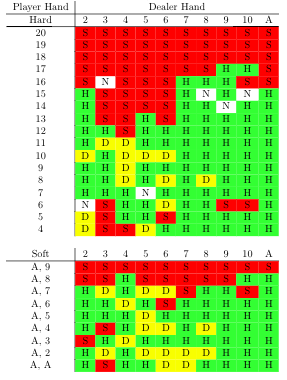 Player Hand Dealer Hand
Hard 2 3 4 5 6 7 8 9 10 A
20 S S S S S S S S S S
19 S S S S S S S S S S
18 S S S S S S S S S S
17 S S S S S S S H H S
16 S N S S S H H H S S
15 H S S S S H N H N H
14 H S S S S H H N H H
13 H S S H S H H H H H
12 H H S H H H H H H H
11 H D D H H H H H H H
10 D H D D D H H H H H
9 H H D H H H H H H H
8 H H D H D H D H H H
7 H H H N H H H H H H
6 N S H H D H H S S H
5 D S H H S H H H H H
4 D S S D H H H H H H
Soft 2 3 4 5 6 7 8 9 10 A
A, 9 S S S S S S S S S S
A, 8 S S H S S S S S H H
A, 7 H D H D D S H H S H
A, 6 H H D H S H H H H H
A, 5 H H H D H H H H H H
A, 4 H S H D D H D H H H
A, 3 S H D H H H H H H H
A, 2 H D H D D D D H H H
A, A H S H H D D H H H H